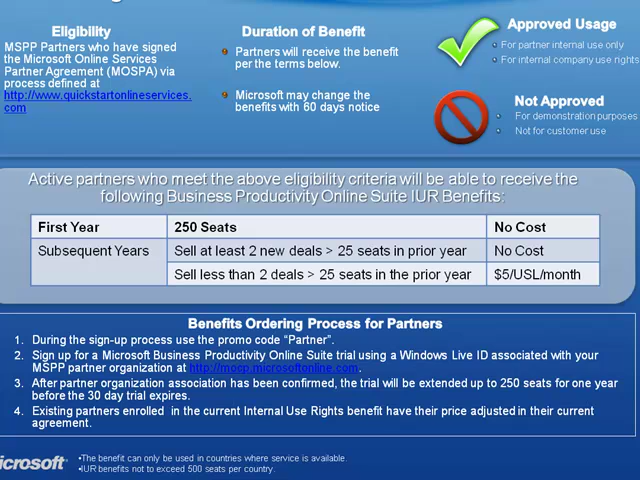 Eligibility
MSPP Partners who have signed
the Microsoft Online Services
Partner Agreement (MOSPA) via
process defined at
http://www.quickstartonlineservices.
com
Duration of Benefit
Partners will receive the benefit
per the terms below.
Microsoft may change the
benefits with 60 days notice
Approved Usage
For partner internal use only
For internal company use rights
Not Approved
For demonstration purposes
Not for customer use
Active partners who meet the above eligibility criteria will be able to receive the
following Business Productivity Online Suite IUR Benefits:
First Year 250 Seats No Cost
Subsequent Years Sell at least 2 new deals > 25 seats in prior year No Cost
Sell less than 2 deals > 25 seats in the prior year $5/USL/month
Benefits Ordering Process for Partners
1. During the sign-up process use the promo code "Partner".
2. Sign up for a Microsoft Business Productivity Online Suite trial using a Windows Live ID associated with your
MSPP partner organization at http://mocp.microsoftonline.com.
3. After partner organization association has been confirmed, the trial will be extended up to 250 seats for one year
before the 30 day trial expires.
4. Existing partners enrolled in the current Internal Use Rights benefit have their price adjusted in their current
agreement.
icrosoft
•The benefit can only be used in countries where service is available.
•IUR benefits not to exceed 500 seats per country.